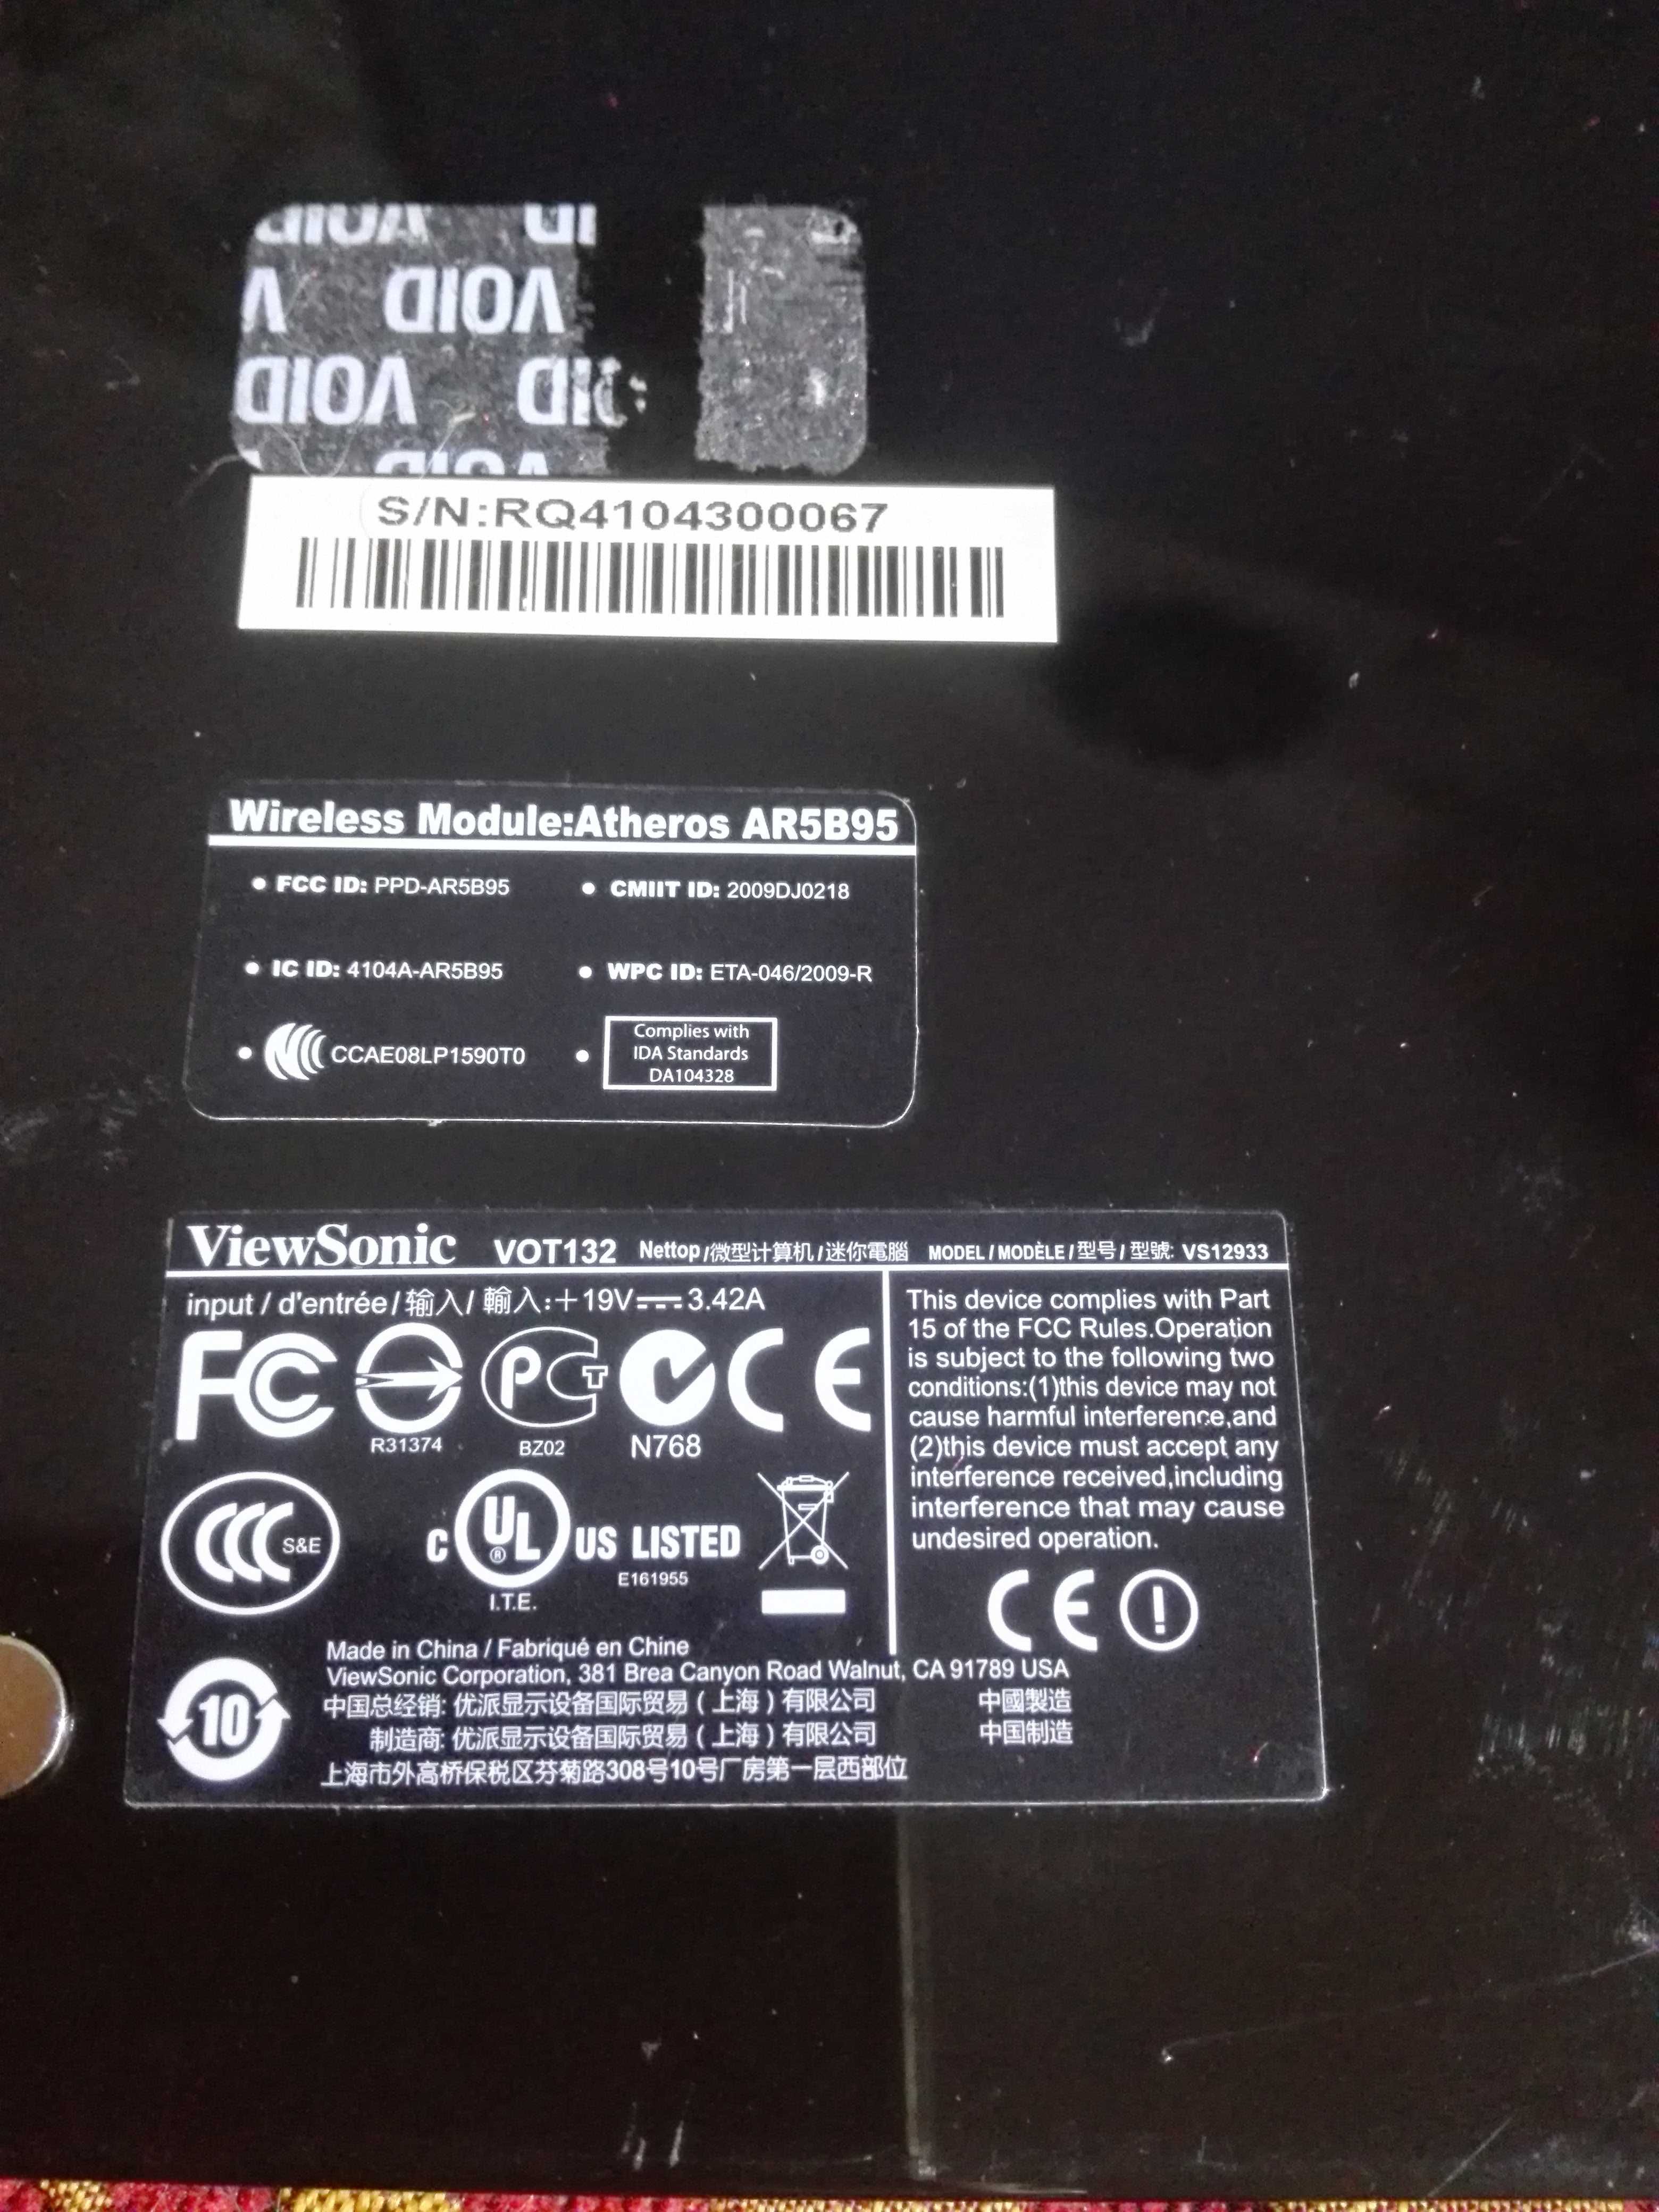 VOID VOID
V VOID
VOID VOID
VOID
S/N:RQ4104300067
Wireless Module:Atheros AR5B95
• FCC ID: PPD-AR5B95 • CMIIT ID: 2009DJ0218
• IC ID: 4104A-AR5B95 • WPC ID: ETA-046/2009-R
• CCAE08LP1590T0 • Complies with
IDA Standards
DA104328
ViewSonic VOT132 Nettop/微型计算机/迷你電腦 MODEL/MODÈLE/型号/型號: VS12933
input / d'entrée/输入/ 輸入:+19V⎓3.42A
FC PCT N CE
R31374 BZ02 N768
CCC S&E C UL® US LISTED
E161955
I.T.E.
This device complies with Part
15 of the FCC Rules.Operation
is subject to the following two
conditions:(1)this device may not
cause harmful interference,and
(2)this device must accept any
interference received,including
interference that may cause
undesired operation.
CE !
10
Made in China / Fabriqué en Chine
ViewSonic Corporation, 381 Brea Canyon Road Walnut, CA 91789 USA
中国总经销: 优派显示设备国际贸易(上海)有限公司 中國製造
制造商: 优派显示设备国际贸易(上海)有限公司 中国制造
上海市外高桥保税区芬菊路308号10号厂房第一层西部位